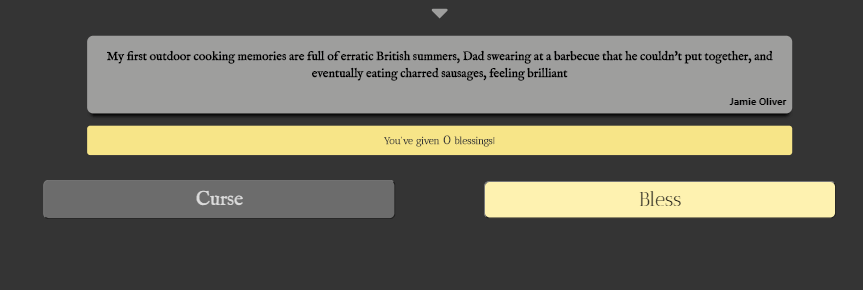 My first outdoor cooking memories are full of erratic British summers, Dad swearing at a barbecue that he couldn't put together, and
eventually eating charred sausages, feeling brilliant
Jamie Oliver
You've given 0 blessings!
Curse
Bless